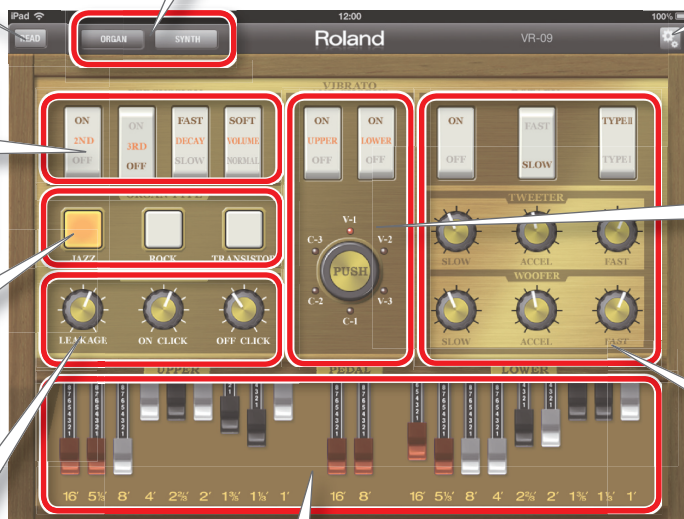 iPad 12:00 100%
READ ORGAN SYNTH Roland VR-09
VIBRATO
ON ON FAST SOFT ON ON ON FAST TYPEII
2ND 3RD DECAY VOLUME UPPER LOWER
OFF OFF SLOW NORMAL OFF OFF OFF SLOW TYPEI
ORGAN TYPE
TWEETER
V-1
C-3 V-2
PUSH
C-2 V-3
C-1
JAZZ ROCK TRANSISTOR
SLOW ACCEL FAST
WOOFER
LEAKAGE ON CLICK OFF CLICK
SLOW ACCEL FAST
UPPER PEDAL LOWER
16' 5⅓' 8' 4' 2⅔' 2' 1⅗' 1⅓' 1' 16' 8' 16' 5⅓' 8' 4' 2⅔' 2' 1⅗' 1⅓' 1'